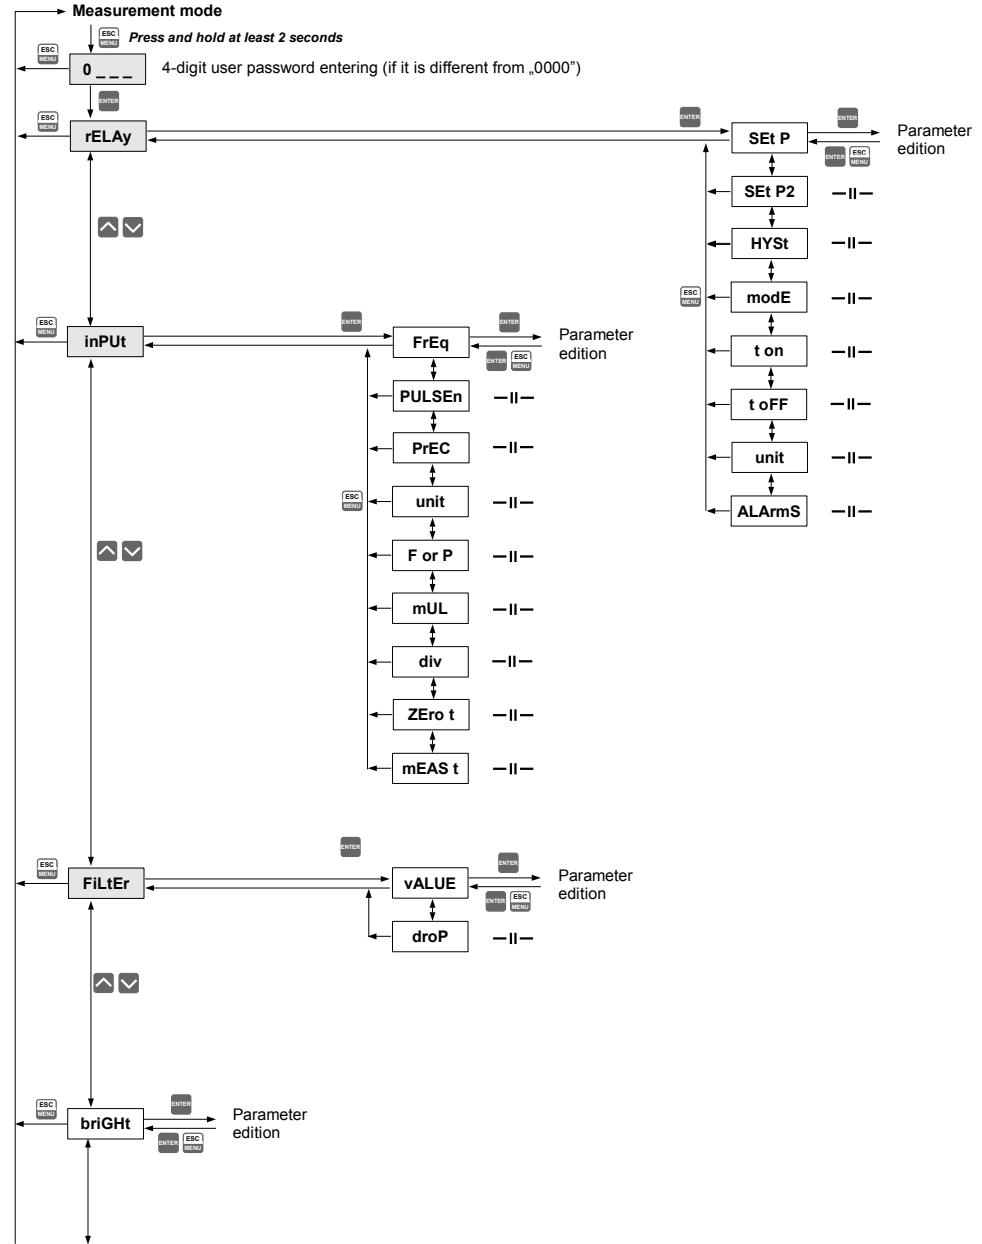 Measurement mode
ESC
MENU
Press and hold at least 2 seconds
ESC
MENU
0 _ _ _
4-digit user password entering (if it is different from „0000”)
ENTER
ESC
MENU
rELAy
ENTER
SEt P
ENTER
ENTER
ESC
MENU
Parameter
edition
SEt P2
—II—
HYSt
—II—
ESC
MENU
modE
—II—
t on
—II—
t oFF
—II—
unit
—II—
ALArmS
—II—
ESC
MENU
inPUt
ENTER
FrEq
ENTER
ENTER
ESC
MENU
Parameter
edition
PULSEn
—II—
PrEC
—II—
ESC
MENU
unit
—II—
F or P
—II—
mUL
—II—
div
—II—
ZEro t
—II—
mEAS t
—II—
ESC
MENU
FiLtEr
ENTER
vALUE
ENTER
ENTER
ESC
MENU
Parameter
edition
droP
—II—
ESC
MENU
briGHt
ENTER
ENTER
ESC
MENU
Parameter
edition